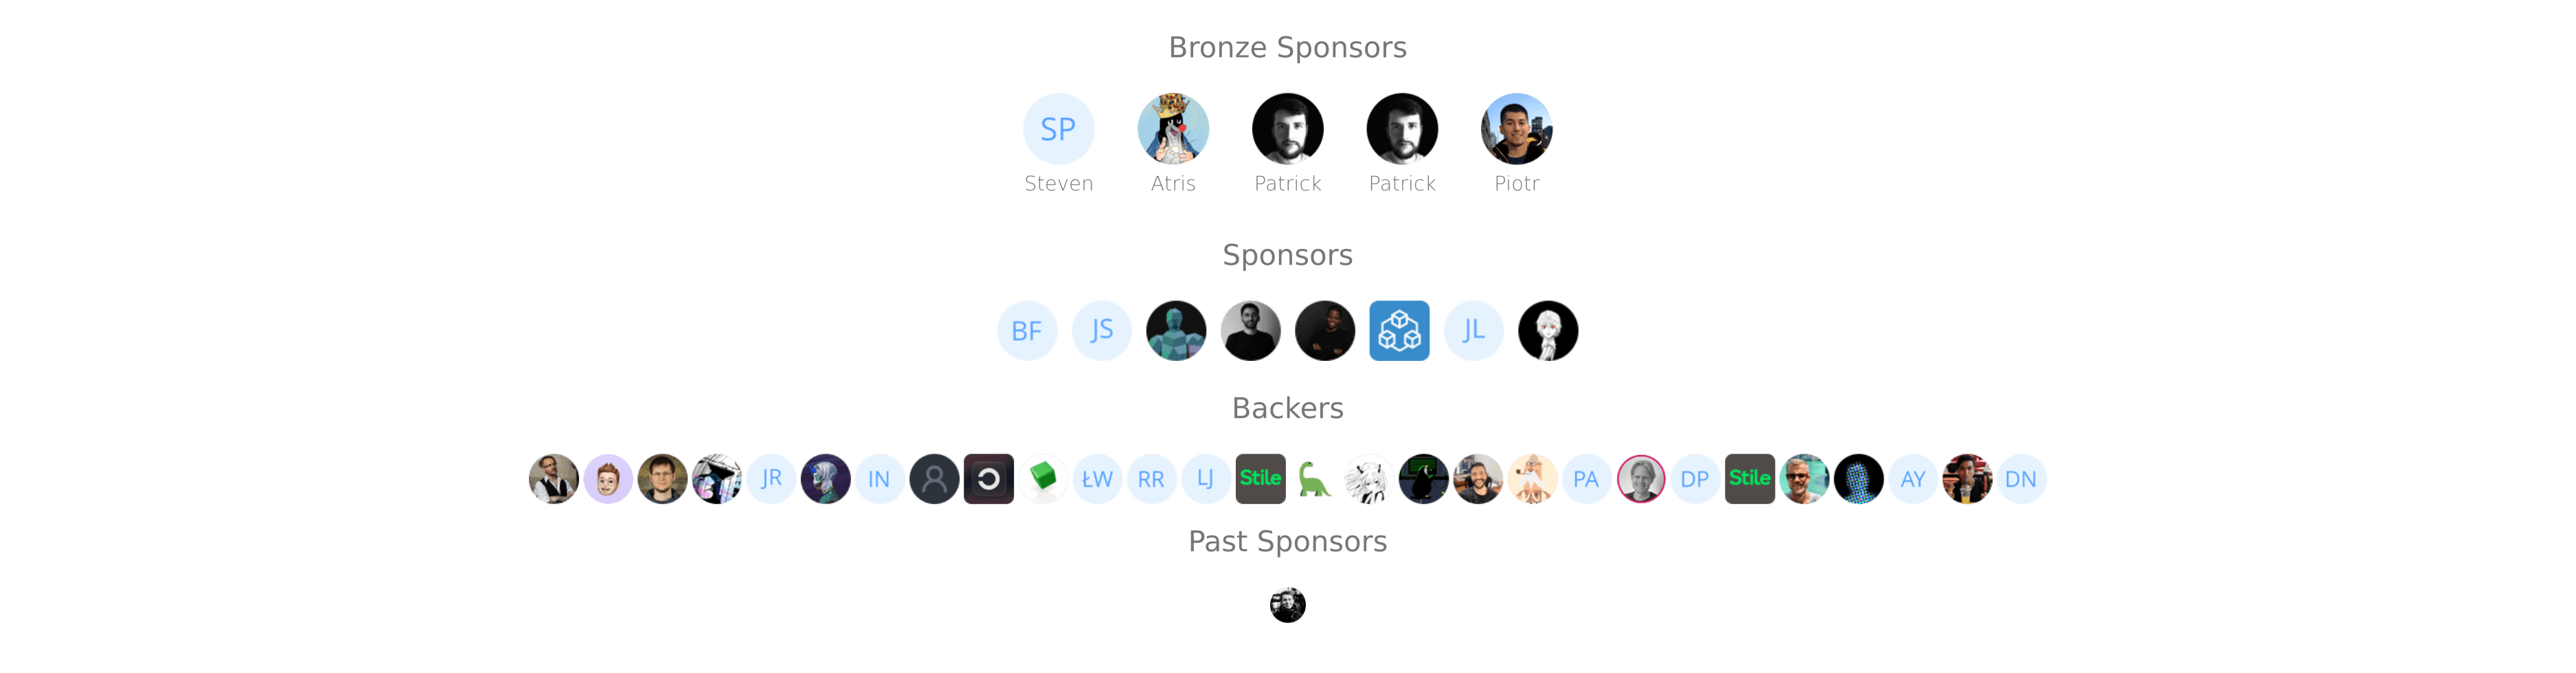 Bronze Sponsors
SP
Steven Atris Patrick Patrick Piotr
Sponsors
BF JS JL
Backers
JR IN ŁW RR LJ Stile PA DP Stile AY DN
Past Sponsors